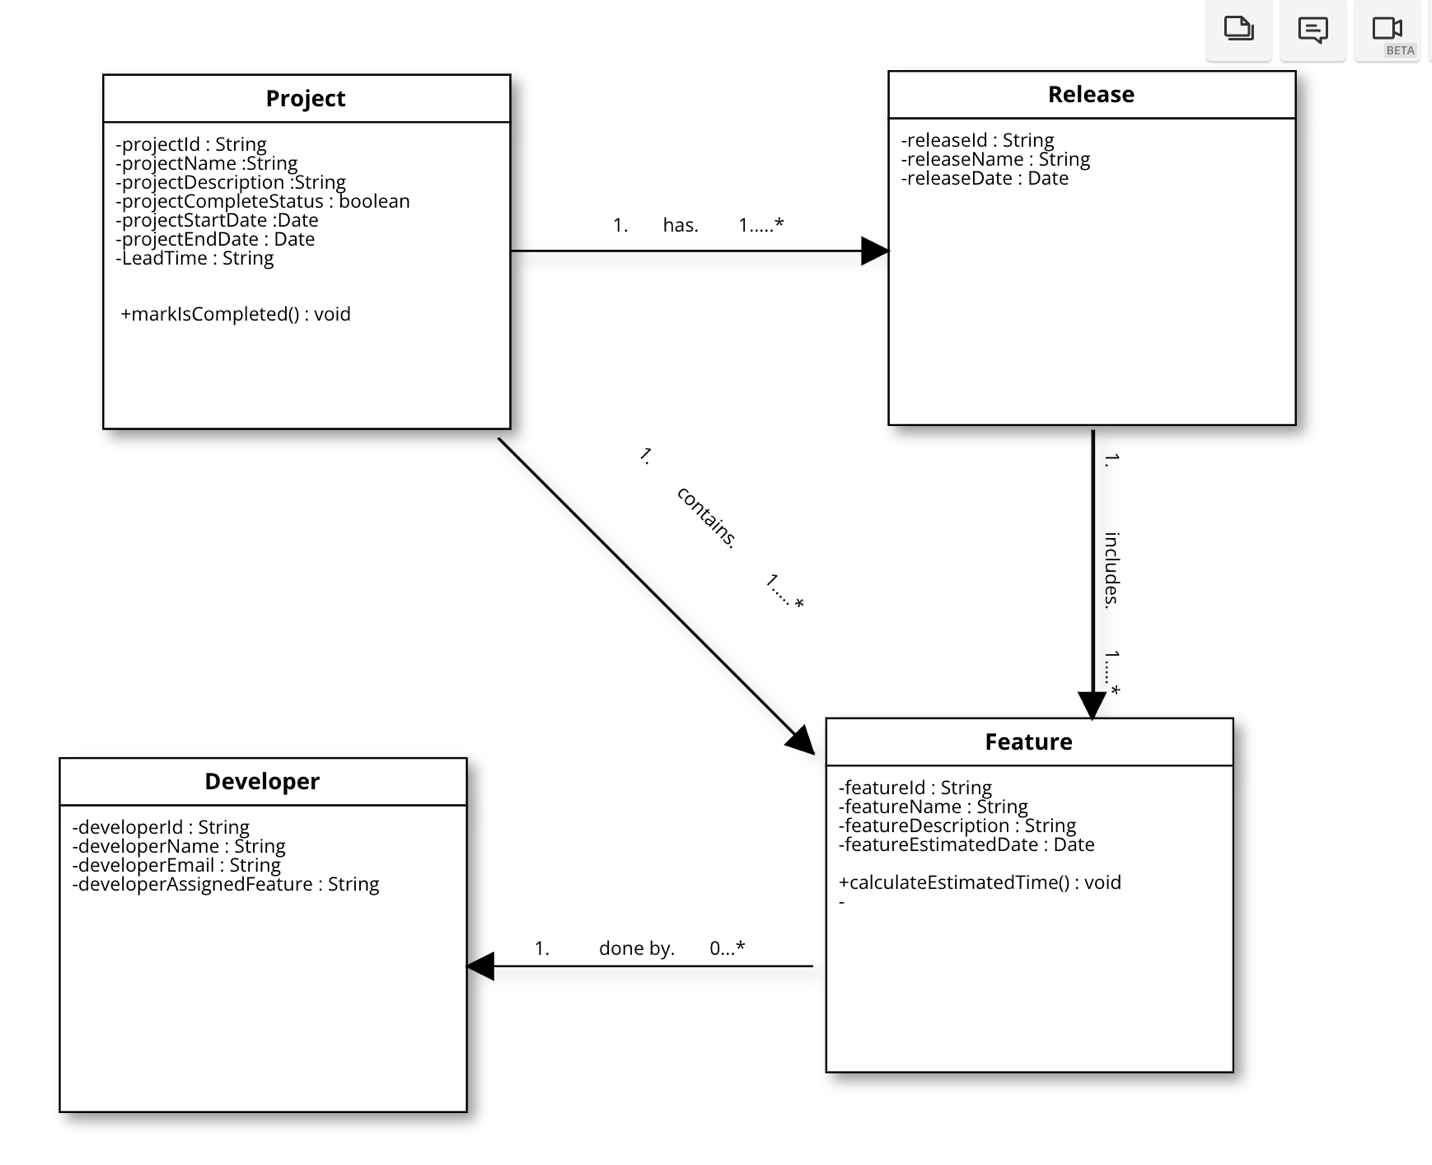 BETA
Project
-projectId : String
-projectName :String
-projectDescription :String
-projectCompleteStatus : boolean
-projectStartDate :Date
-projectEndDate : Date
-LeadTime : String
+markIsCompleted() : void
1. has. 1.....*
Release
-releaseId : String
-releaseName : String
-releaseDate : Date
1. contains. 1.....*
1. includes. 1.....*
Developer
-developerId : String
-developerName : String
-developerEmail : String
-developerAssignedFeature : String
1. done by. 0...*
Feature
-featureId : String
-featureName : String
-featureDescription : String
-featureEstimatedDate : Date
+calculateEstimatedTime() : void
-